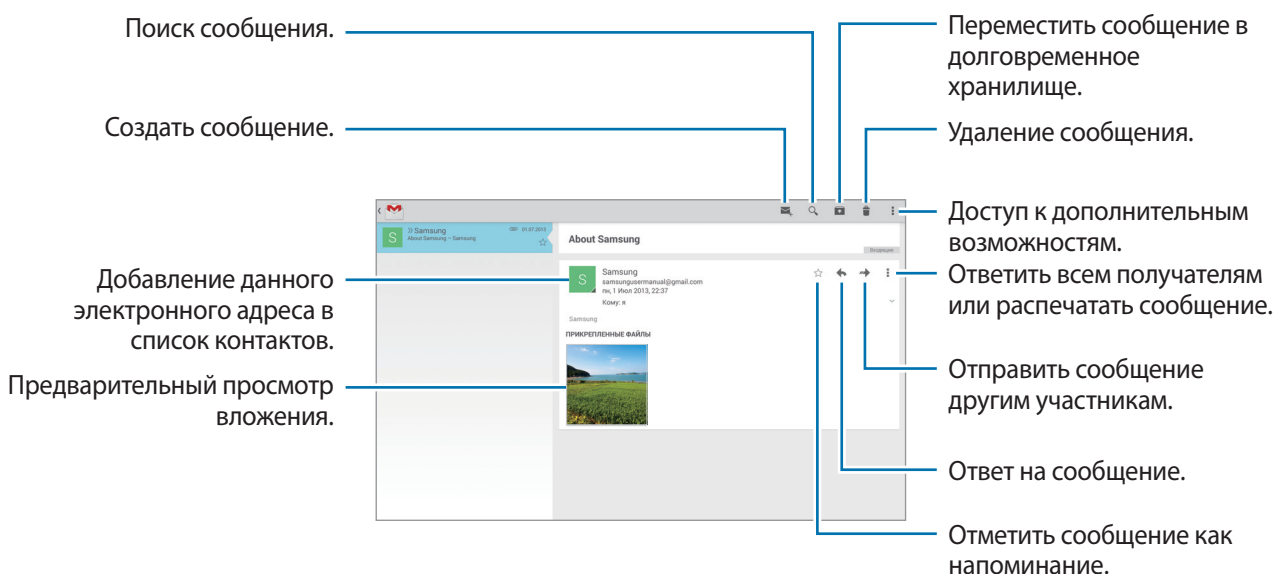 Поиск сообщения.
Создать сообщение.
Добавление данного
электронного адреса в
список контактов.
Предварительный просмотр
вложения.
Переместить сообщение в
долговременное
хранилище.
Удаление сообщения.
Доступ к дополнительным
возможностям.
Ответить всем получателям
или распечатать сообщение.
Отправить сообщение
другим участникам.
Ответ на сообщение.
Отметить сообщение как
напоминание.
S
Samsung
01.07.2013
About Samsung – Samsung
About Samsung
Входящие
S
Samsung
samsungusermanual@gmail.com
пн, 1 Июл 2013, 22:37
Кому: я
Samsung
ПРИКРЕПЛЕННЫЕ ФАЙЛЫ